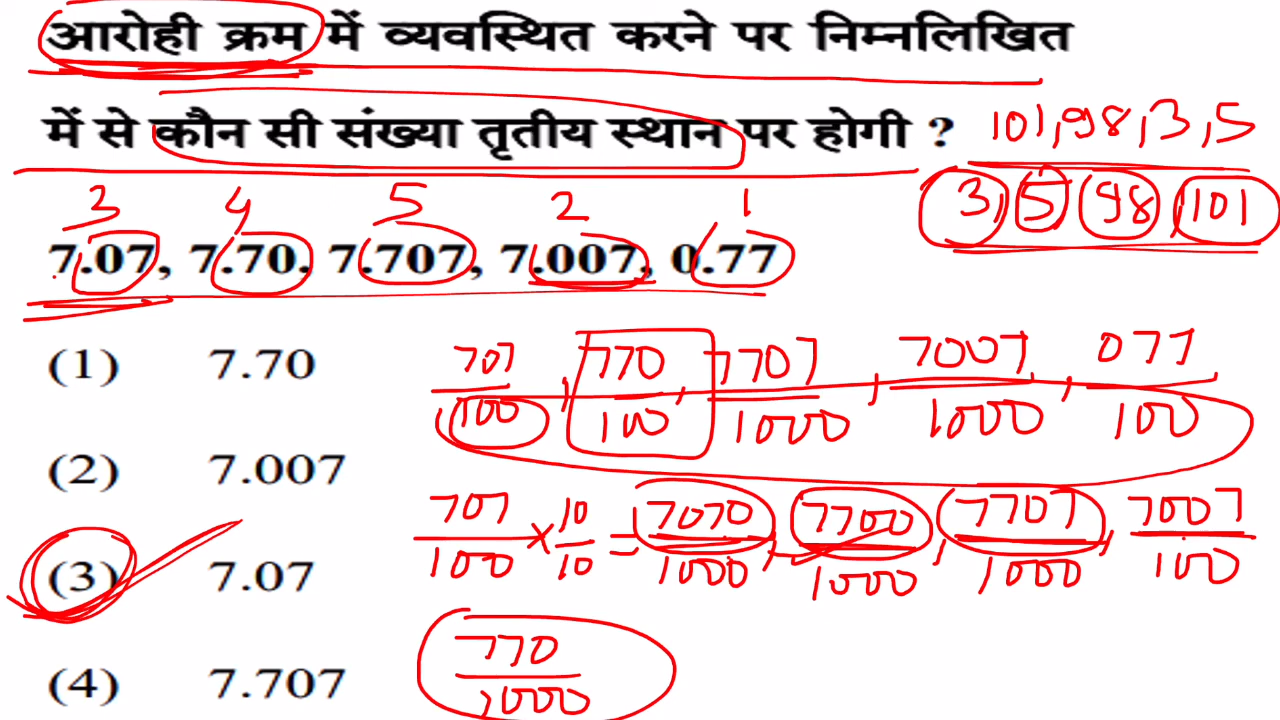 आरोही क्रम में व्यवस्थित करने पर निम्नलिखित
में से कौन सी संख्या तृतीय स्थान पर होगी ?
101,98,3,5
3, 5 98 101
3 4 5 2 1
7.07, 7.70, 7.707, 7.007, 0.77
(1) 7.70
707/100, 770/100, 7707/1000, 7007/1000, 077/100
(2) 7.007
707/100 × 10/10 = 7070/1000, 7700/1000, 7707/1000, 7007/100
(3) 7.07
(4) 7.707
770/1000